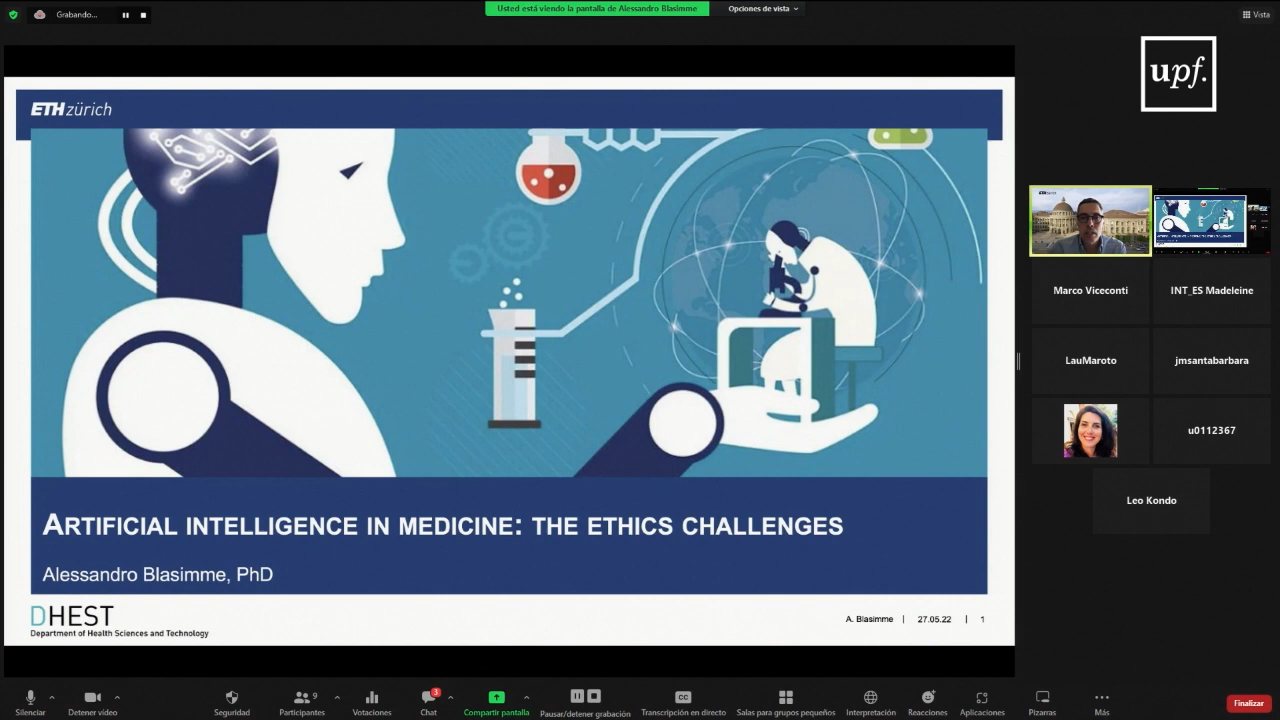 Grabando...
Usted está viendo la pantalla de Alessandro Blasimme
Opciones de vista
Vista
upf.
ETH zürich
Marco Viceconti
INT_ES Madeleine
LauMaroto
jmsantabarbara
u0112367
Leo Kondo
ARTIFICIAL INTELLIGENCE IN MEDICINE: THE ETHICS CHALLENGES
Alessandro Blasimme, PhD
DHEST
Department of Health Sciences and Technology
A. Blasimme | 27.05.22 | 1
Silenciar
Detener video
Seguridad
Participantes 9
Votaciones
Chat 3
Compartir pantalla
Pausar/detener grabación
CC
Transcripción en directo
Salas para grupos pequeños
Interpretación
Reacciones
Aplicaciones
Pizarras
Más
Finalizar